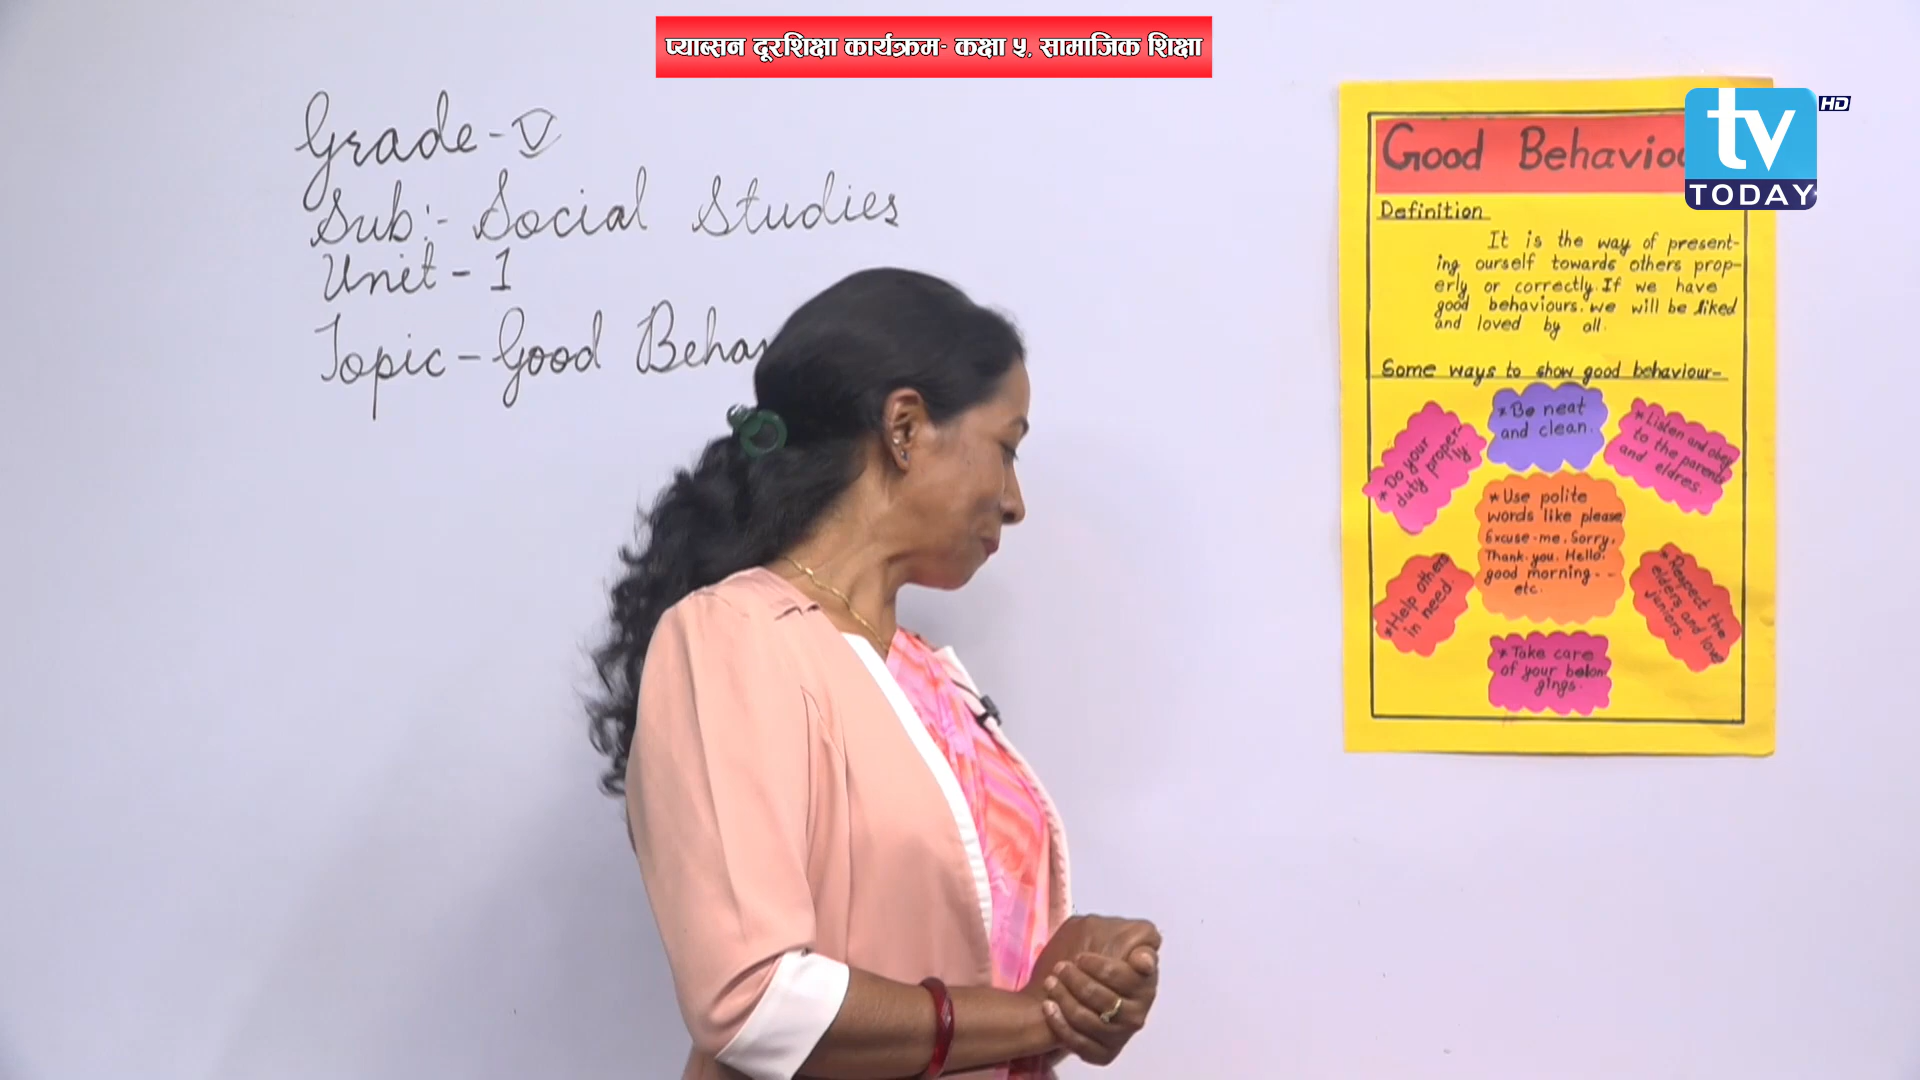 प्याब्सन दूरशिक्षा कार्यक्रम- कक्षा ५, सामाजिक शिक्षा
Grade-V
Sub:- Social Studies
Unit-1
Topic-Good Behav
tv
HD
TODAY
Good Behaviou
Definition
It is the way of present-
ing ourself towards others prop-
erly or correctly. If we have
good behaviours. we will be liked
and loved by all.
Some ways to show good behaviour-
* Do your
duty proper-
ly.
* Be neat
and clean.
* Listen and obey
to the parents
and eldres.
* Use polite
words like please,
Excuse-me. Sorry,
Thank-you. Hello.
good morning--
etc.
* Help others
in need.
* Respect the
elders and love
juniors.
* Take care
of your belon-
gings.